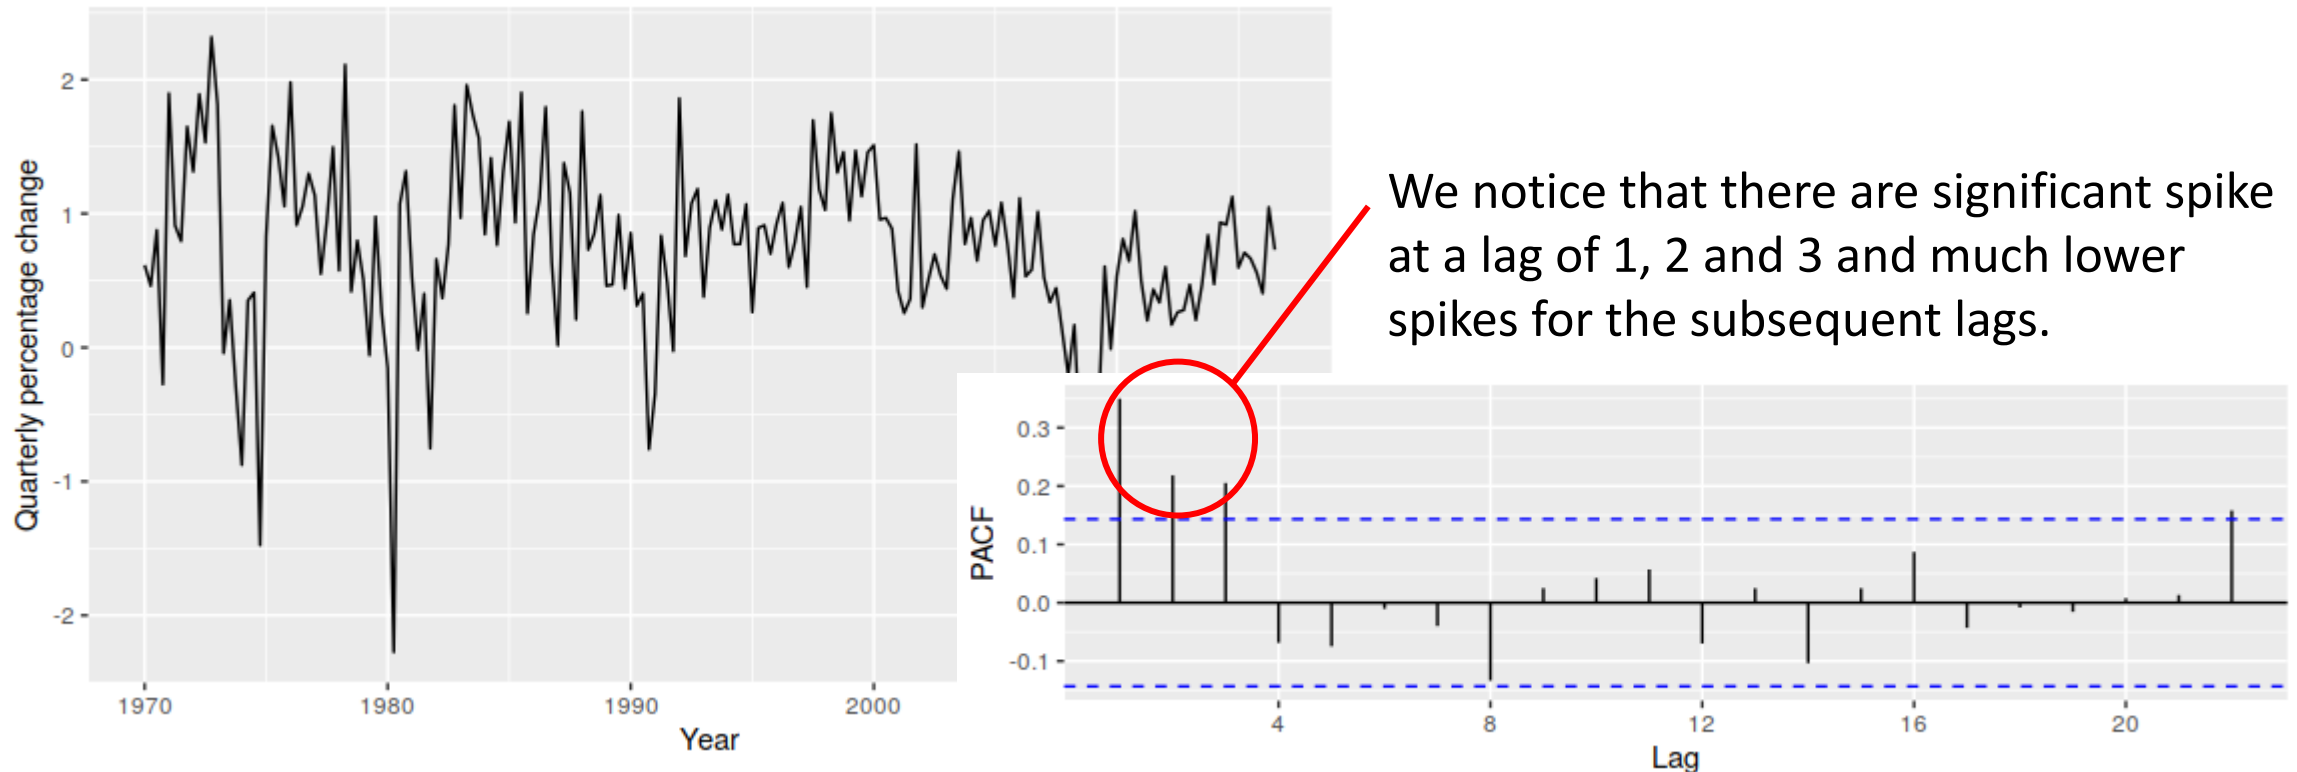 2
1
0
-1
-2
Quarterly percentage change
1970
1980
1990
2000
Year
We notice that there are significant spike
at a lag of 1, 2 and 3 and much lower
spikes for the subsequent lags.
0.3
0.2
0.1
0.0
-0.1
PACF
4
8
12
16
20
Lag